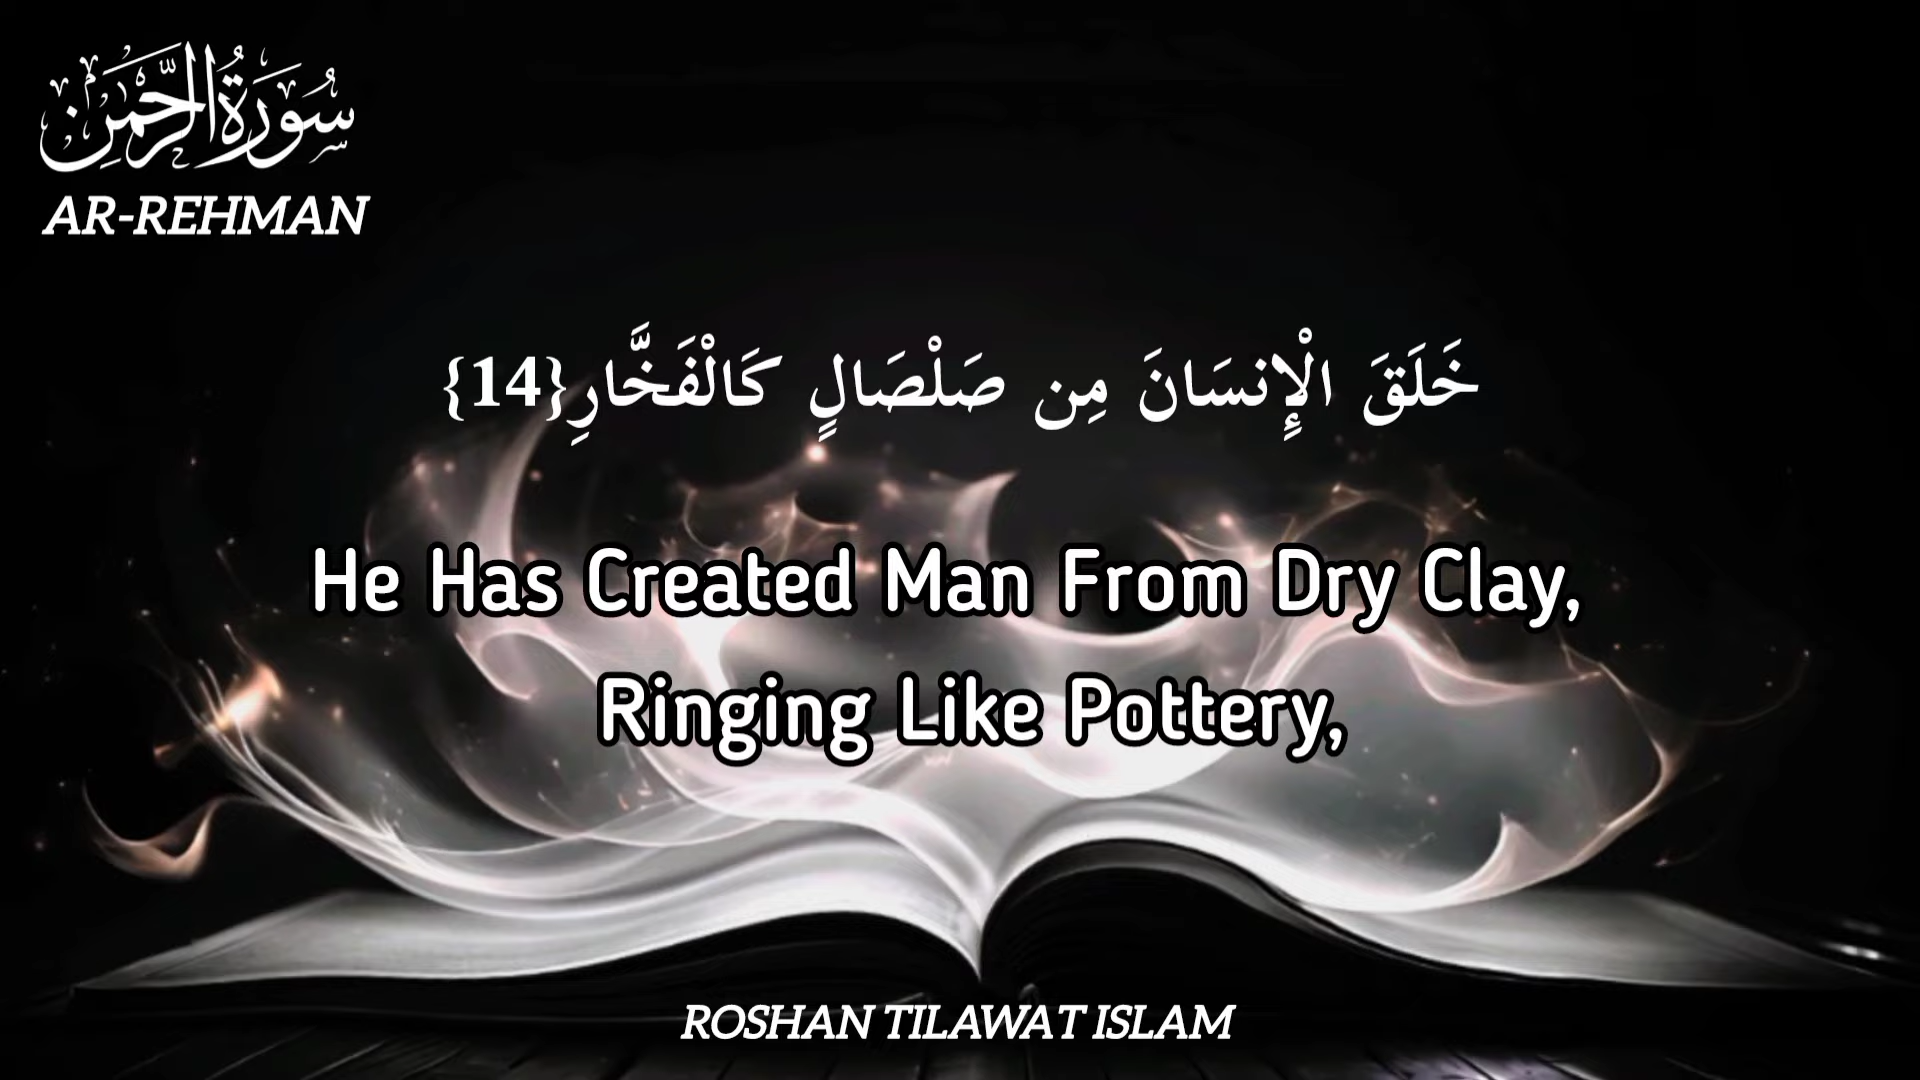 سُورَةُ الرَّحْمٰنِ
AR-REHMAN
خَلَقَ الْإِنسَانَ مِن صَلْصَالٍ كَالْفَخَّارِ{14}
He Has Created Man From Dry Clay,
Ringing Like Pottery,
ROSHAN TILAWAT ISLAM